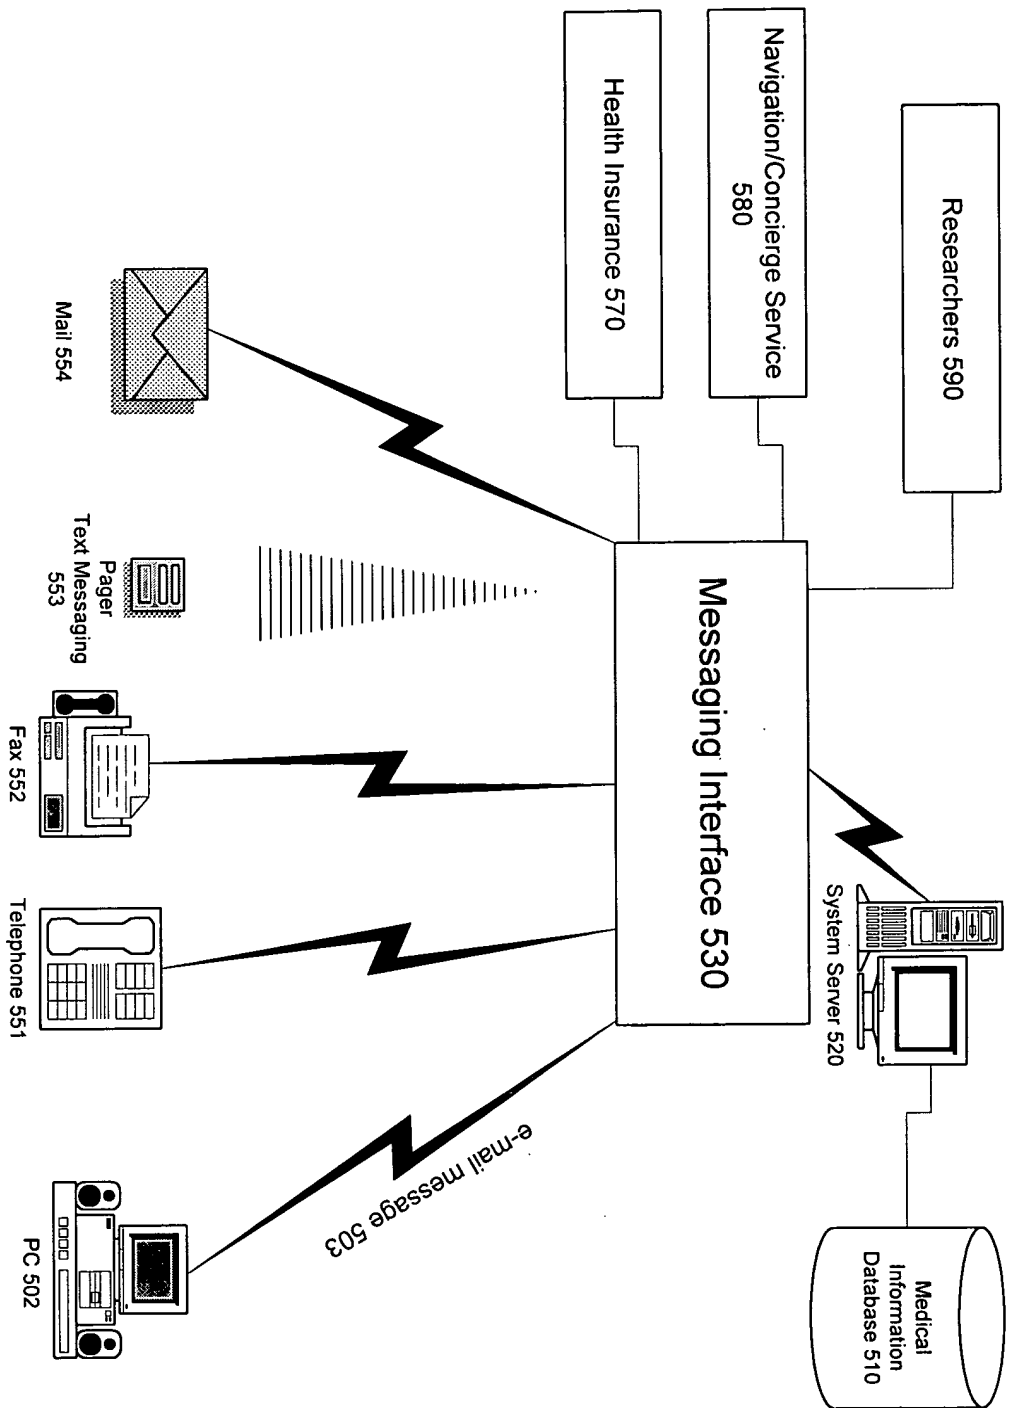 Researchers 590
Navigation/Concierge Service
580
Health Insurance 570
System Server 520
Medical
Information
Database 510
Messaging Interface 530
e-mail message 503
Mail 554
Pager
Text Messaging
553
Fax 552
Telephone 551
PC 502